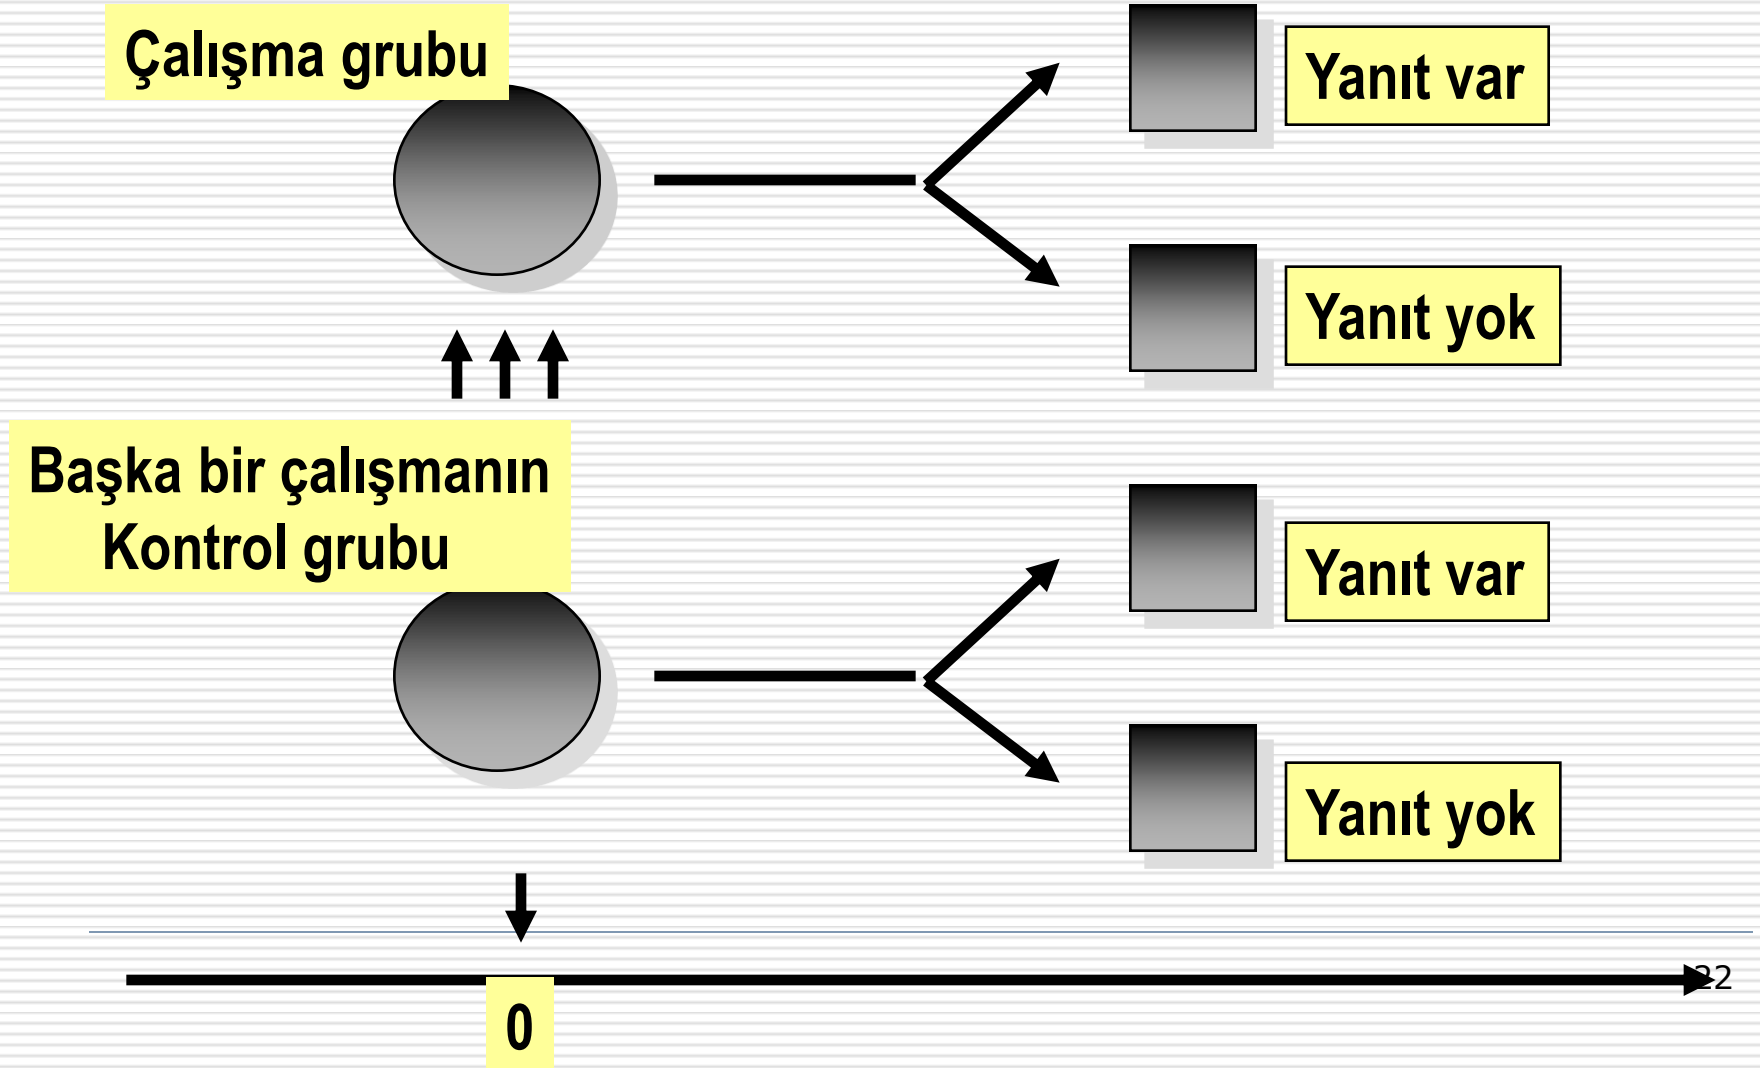 Çalışma grubu
Yanıt var
Yanıt yok
Başka bir çalışmanın
Kontrol grubu
Yanıt var
Yanıt yok
22
0